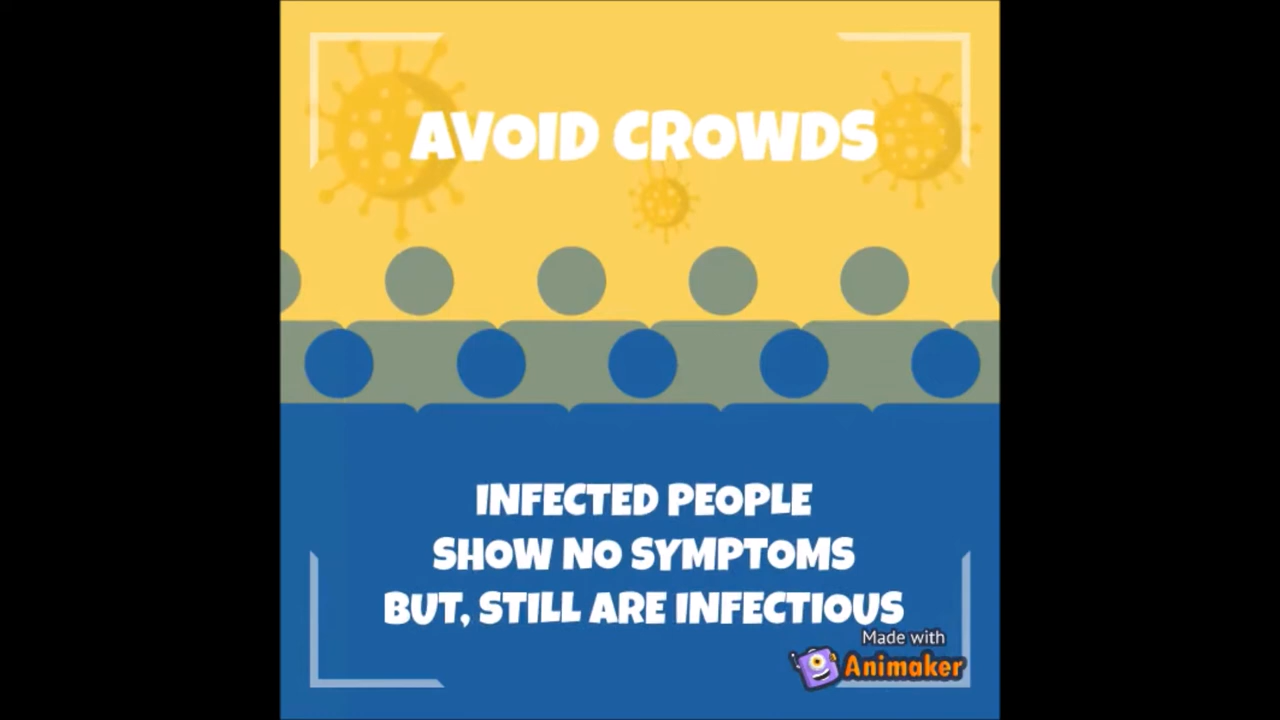 AVOID CROWDS
INFECTED PEOPLE
SHOW NO SYMPTOMS
BUT, STILL ARE INFECTIOUS
Made with
Animaker